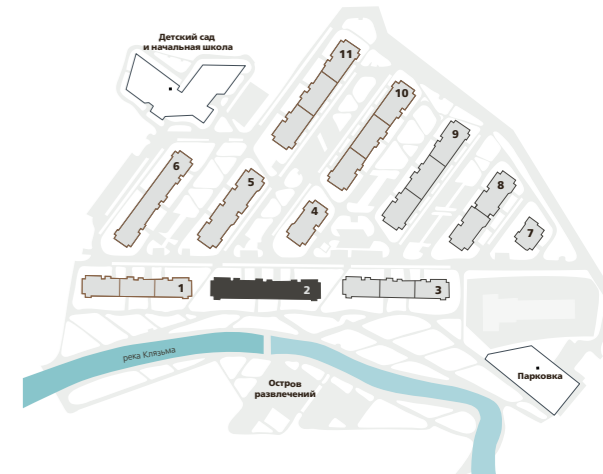 Детский сад
и начальная школа
11
10
9
6
5
8
4
7
1
2
3
река Клязьма
Парковка
Остров
развлечений